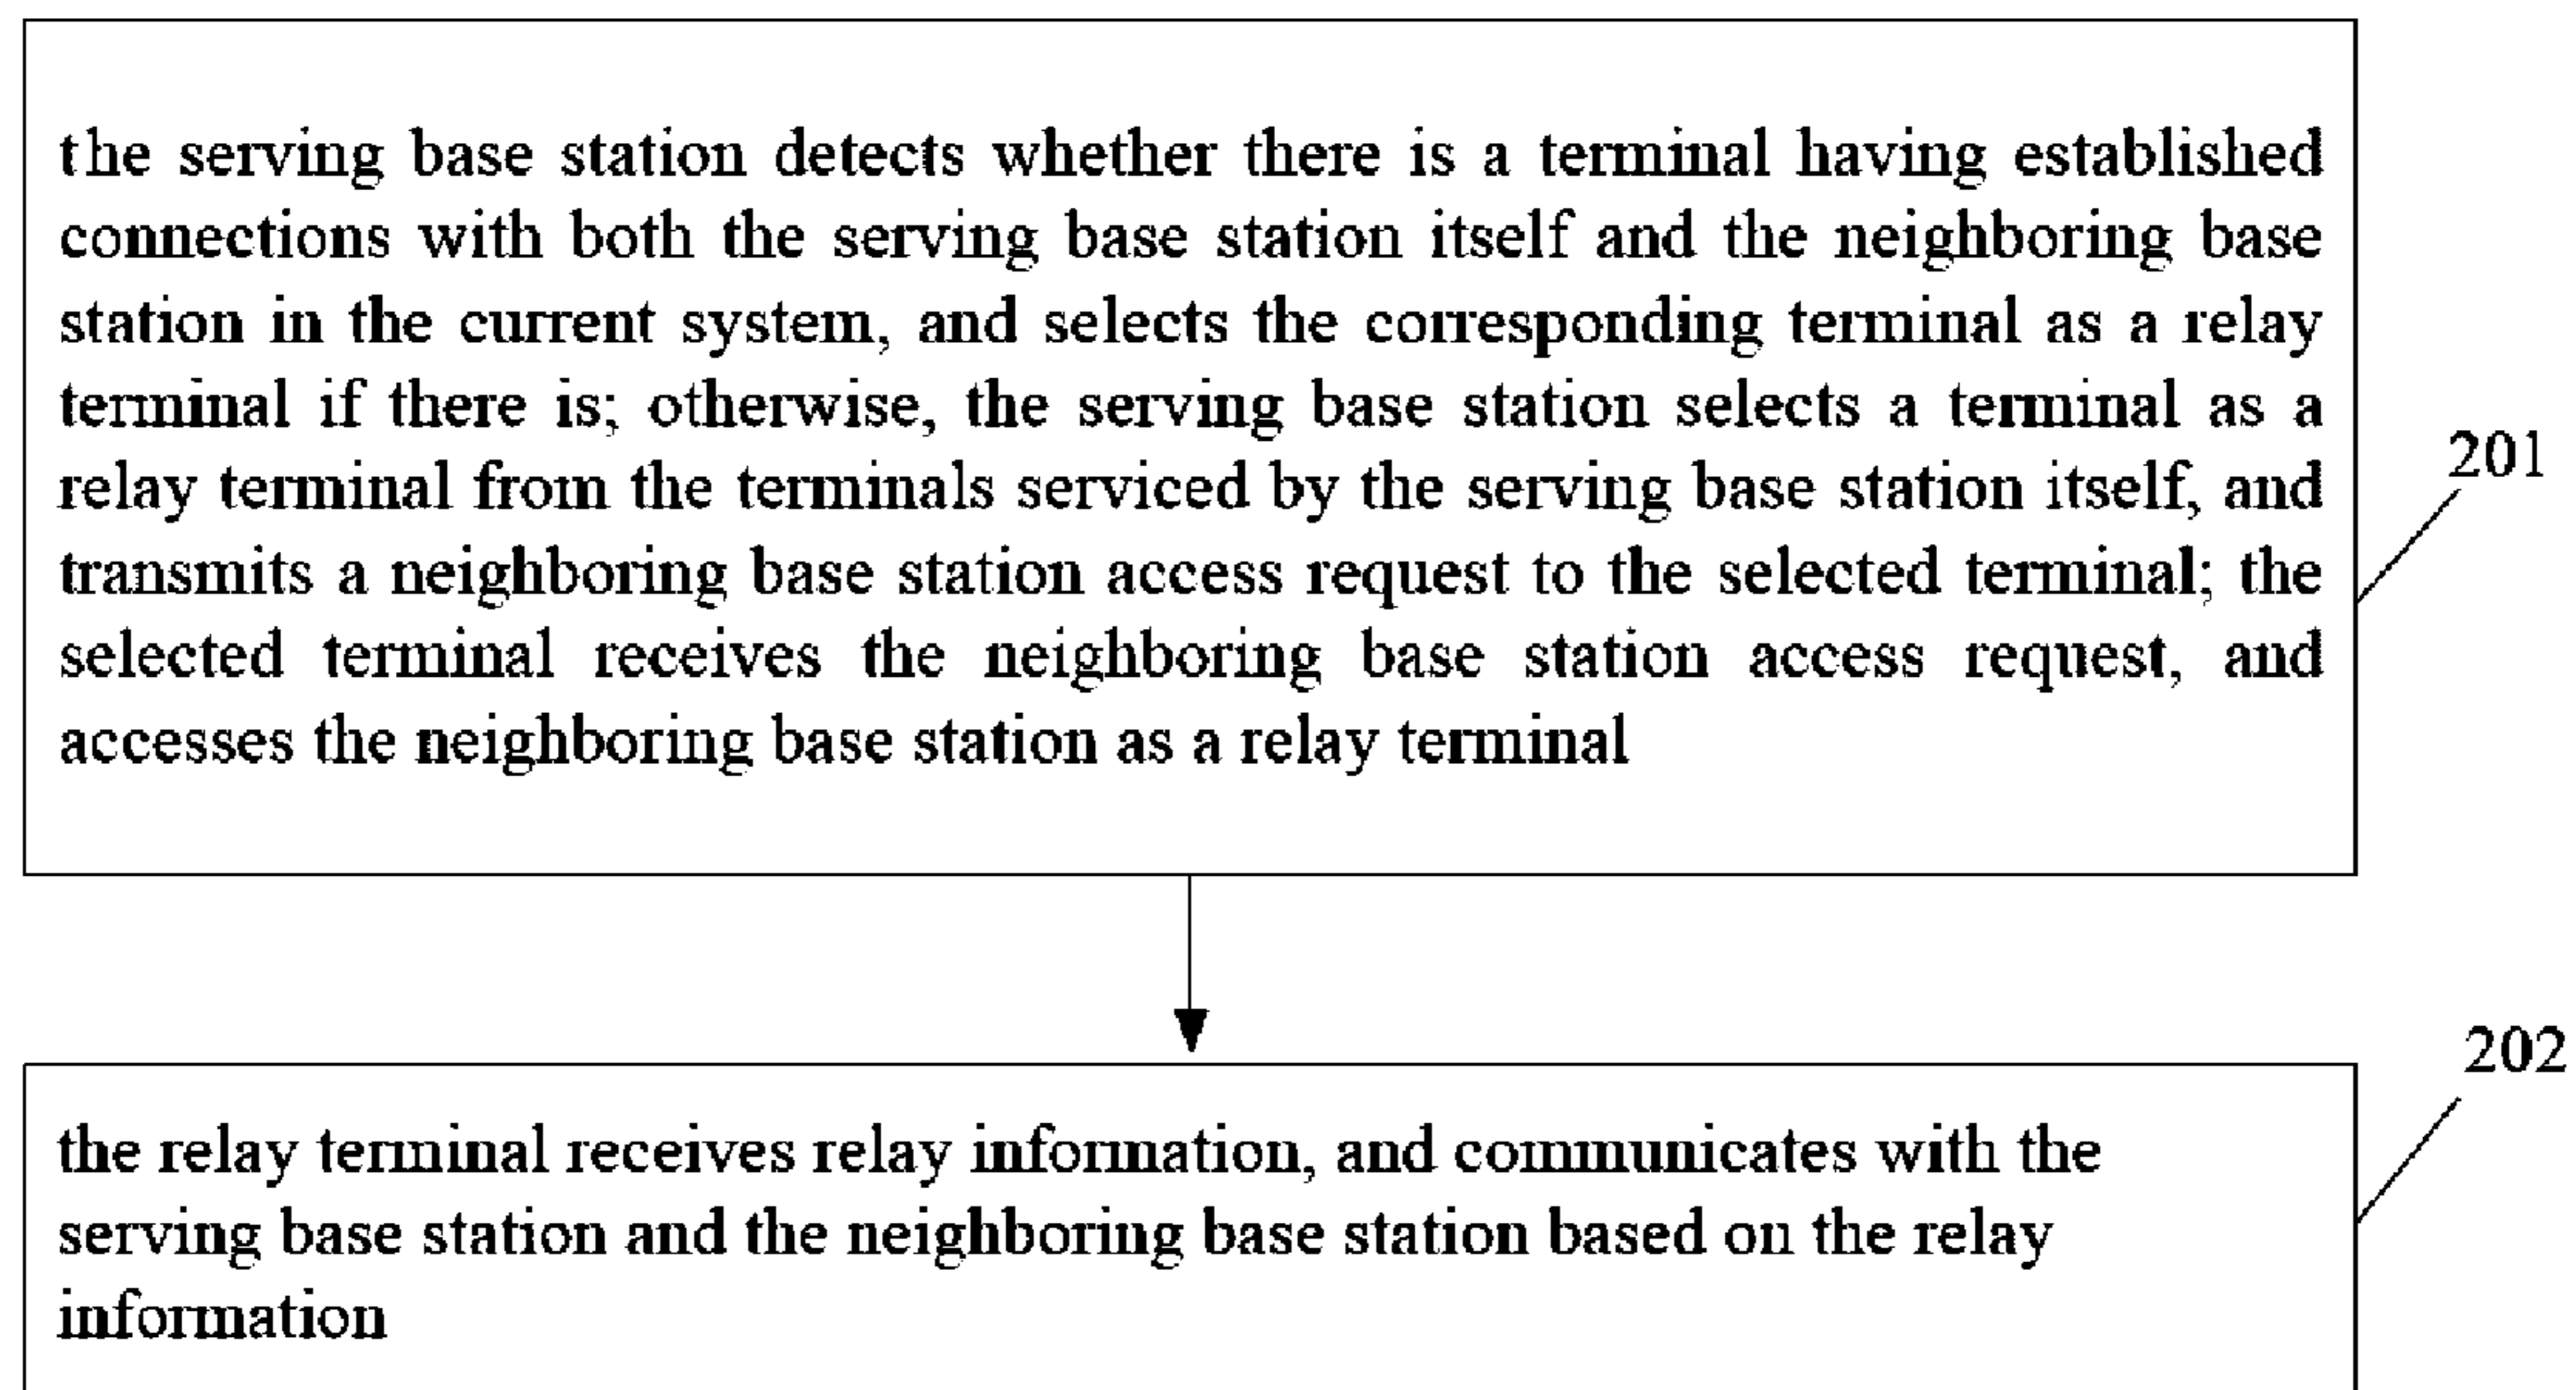 the serving base station detects whether there is a terminal having established
connections with both the serving base station itself and the neighboring base
station in the current system, and selects the corresponding terminal as a relay
terminal if there is; otherwise, the serving base station selects a terminal as a
relay terminal from the terminals serviced by the serving base station itself, and
transmits a neighboring base station access request to the selected terminal; the
selected terminal receives the neighboring base station access request, and
accesses the neighboring base station as a relay terminal
201
the relay terminal receives relay information, and communicates with the
serving base station and the neighboring base station based on the relay
information
202